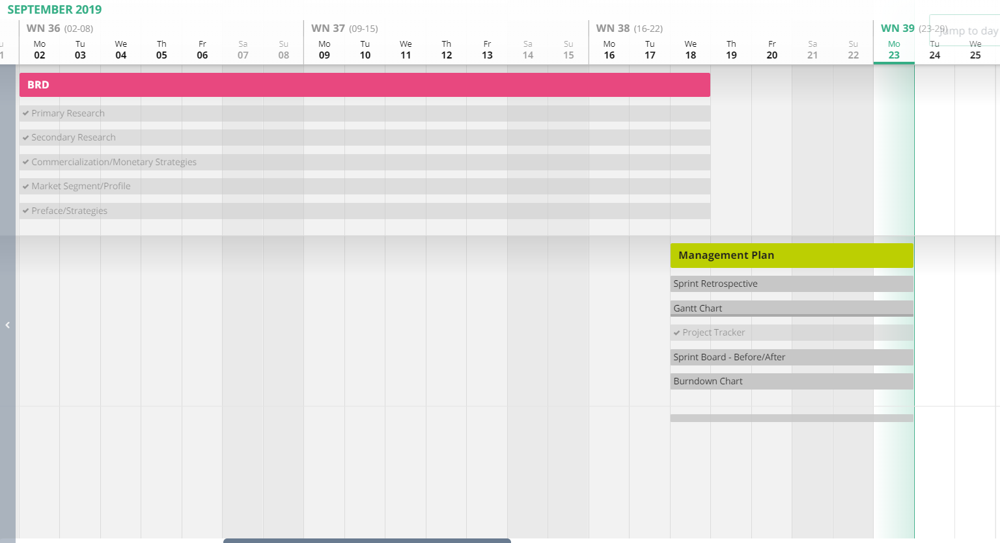 SEPTEMBER 2019
WN 36 (02-08) WN 37 (09-15) WN 38 (16-22) WN 39 (23-29) Jump to day
u Mo Tu We Th Fr Sa Su Mo Tu We Th Fr Sa Su Mo Tu We Th Fr Sa Su Mo Tu We
1 02 03 04 05 06 07 08 09 10 11 12 13 14 15 16 17 18 19 20 21 22 23 24 25
BRD
Primary Research
Secondary Research
Commercialization/Monetary Strategies
Market Segment/Profile
Preface/Strategies
Management Plan
Sprint Retrospective
Gantt Chart
Project Tracker
Sprint Board - Before/After
Burndown Chart